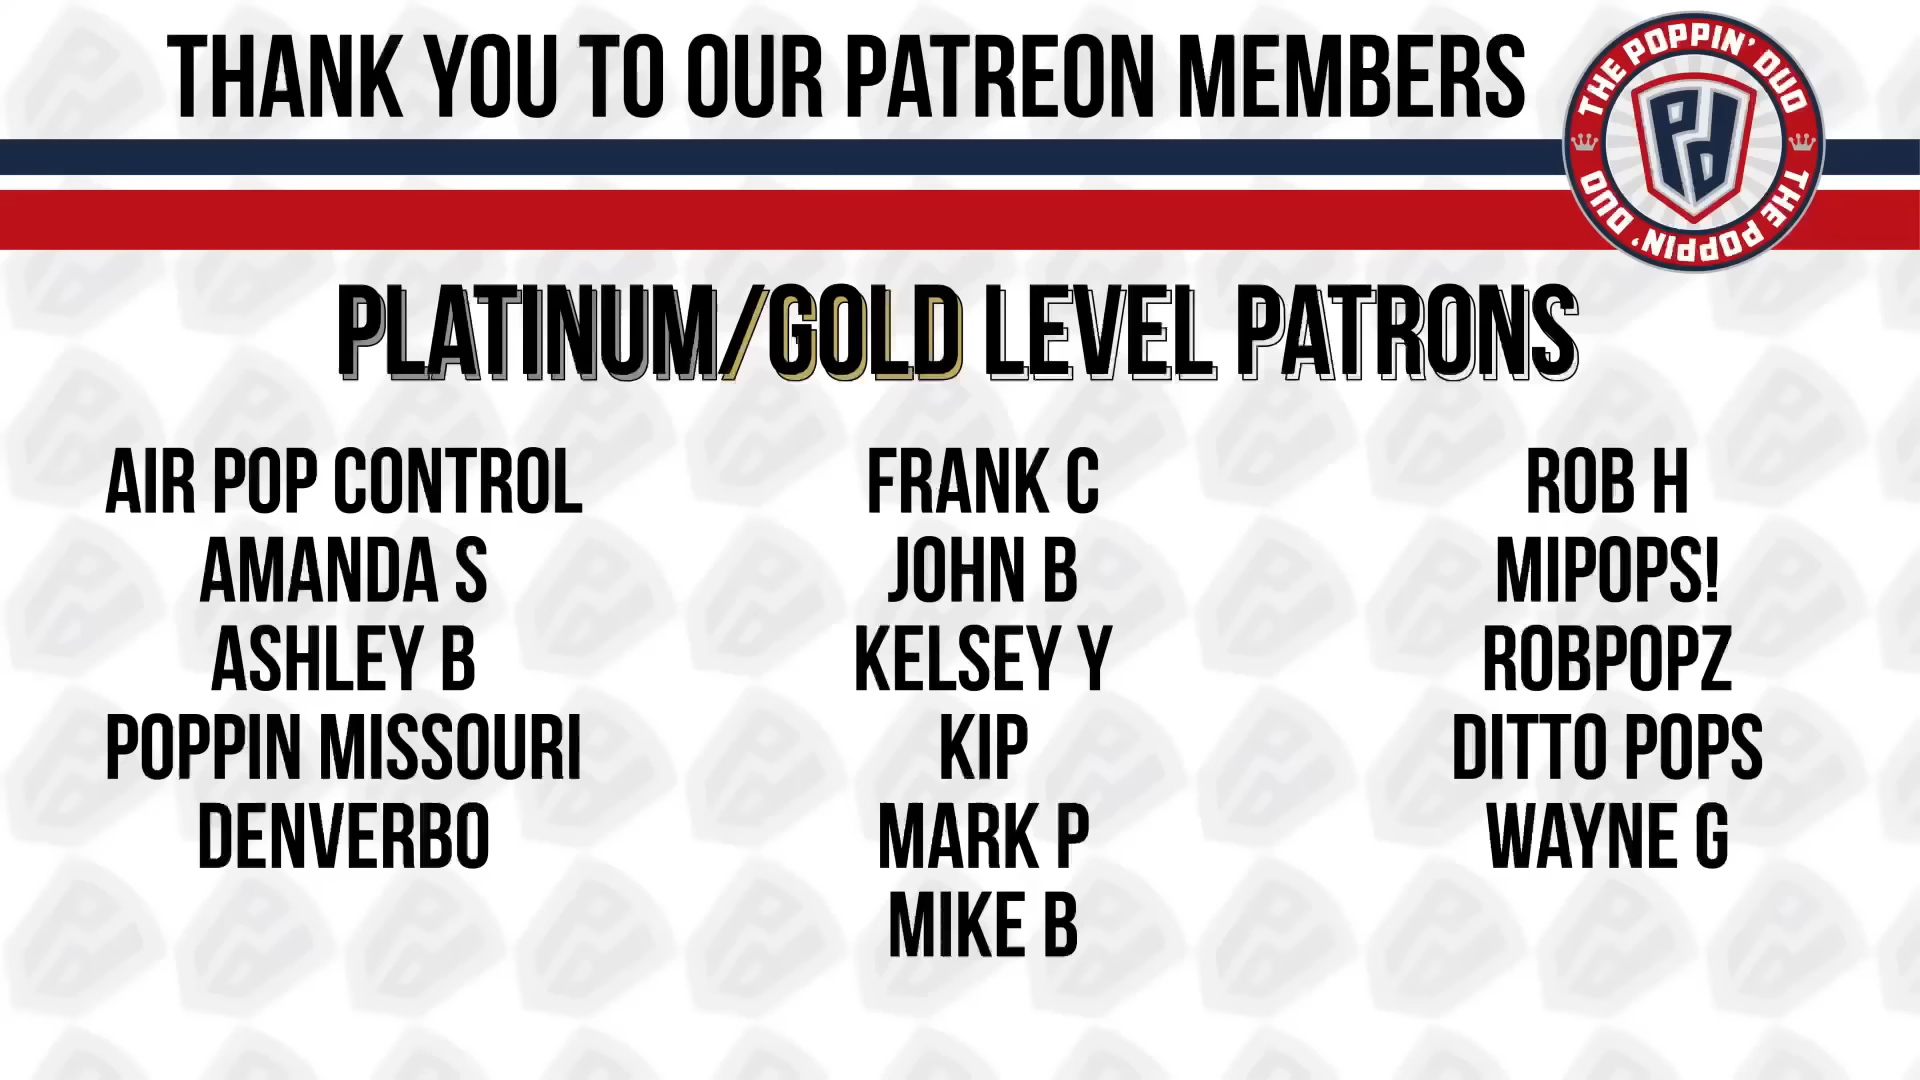 THANK YOU TO OUR PATREON MEMBERS
THE POPPIN' DUO
PD
THE POPPIN' DUO
PLATINUM/GOLD LEVEL PATRONS
AIR POP CONTROL
AMANDA S
ASHLEY B
POPPIN MISSOURI
DENVERBO
FRANK C
JOHN B
KELSEY Y
KIP
MARK P
MIKE B
ROB H
MIPOPS!
ROBPOPZ
DITTO POPS
WAYNE G